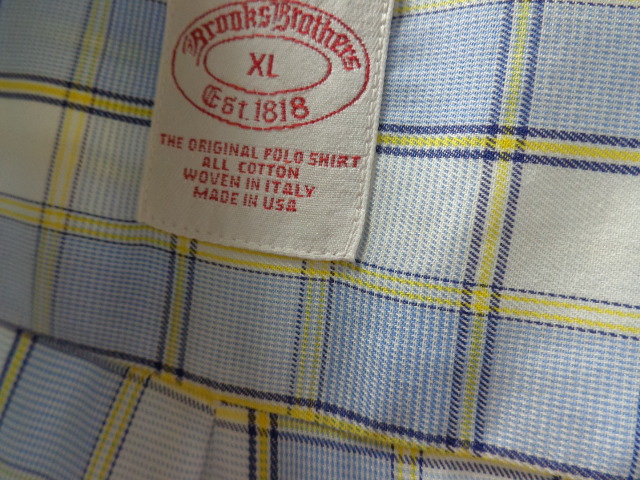 Brooks Brothers
XL
Est. 1818
THE ORIGINAL POLO SHIRT
ALL COTTON
WOVEN IN ITALY
MADE IN USA